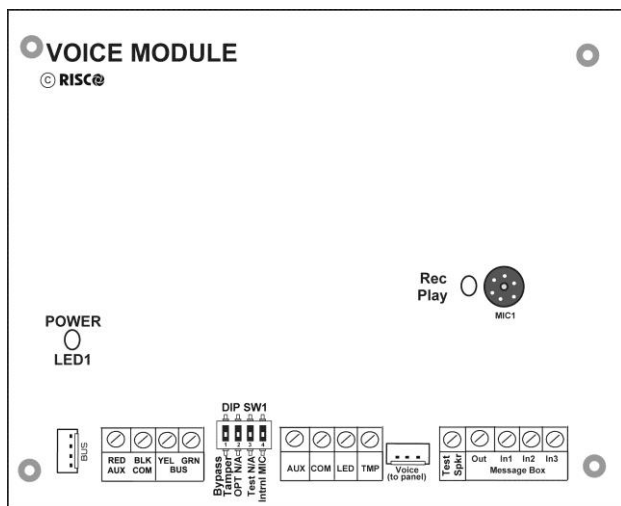 VOICE MODULE
© RISCO
Rec
Play
MIC1
POWER
LED1
DIP SW1
1 2 3 4
BUS
RED BLK YEL GRN
AUX COM BUS
Bypass
Tamper
OPT N/A
Test N/A
Intrnl MIC
AUX COM LED TMP
Voice
(to panel)
Test
Spkr
Out In1 In2 In3
Message Box